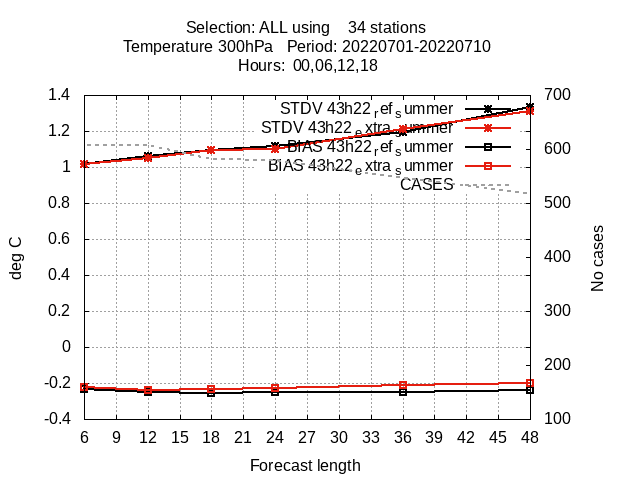 Selection: ALL using 34 stations
Temperature 300hPa Period: 20220701-20220710
Hours: 00,06,12,18
1.4
1.2
1
0.8
0.6
0.4
0.2
0
-0.2
-0.4
deg C
STDV 43h22_ref_summer
STDV 43h22_extra_summer
BIAS 43h22_ref_summer
BIAS 43h22_extra_summer
CASES
700
600
500
400
300
200
100
No cases
6 9 12 15 18 21 24 27 30 33 36 39 42 45 48
Forecast length